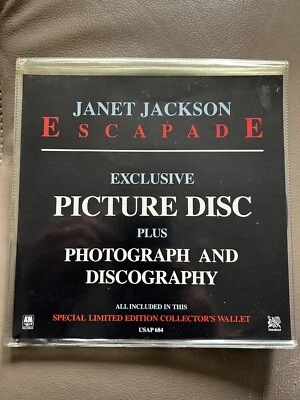 JANET JACKSON
ESCAPADE
EXCLUSIVE
PICTURE DISC
PLUS
PHOTOGRAPH AND
DISCOGRAPHY
ALL INCLUDED IN THIS
SPECIAL LIMITED EDITION COLLECTOR'S WALLET
USAP 684
A&M
RECORDS